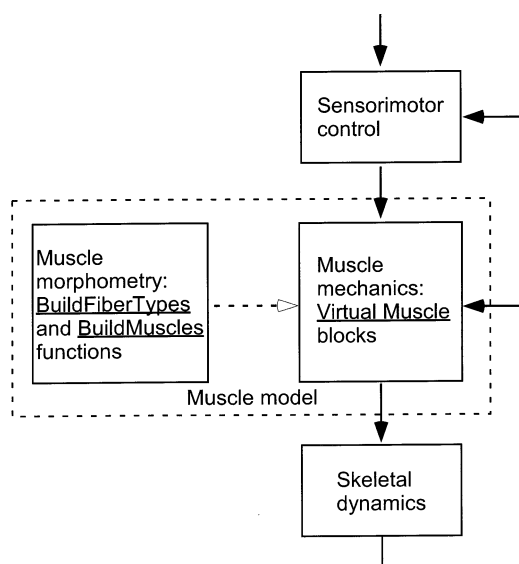 Sensorimotor
control
Muscle
morphometry:
BuildFiberTypes
and BuildMuscles
functions
Muscle
mechanics:
Virtual Muscle
blocks
Muscle model
Skeletal
dynamics